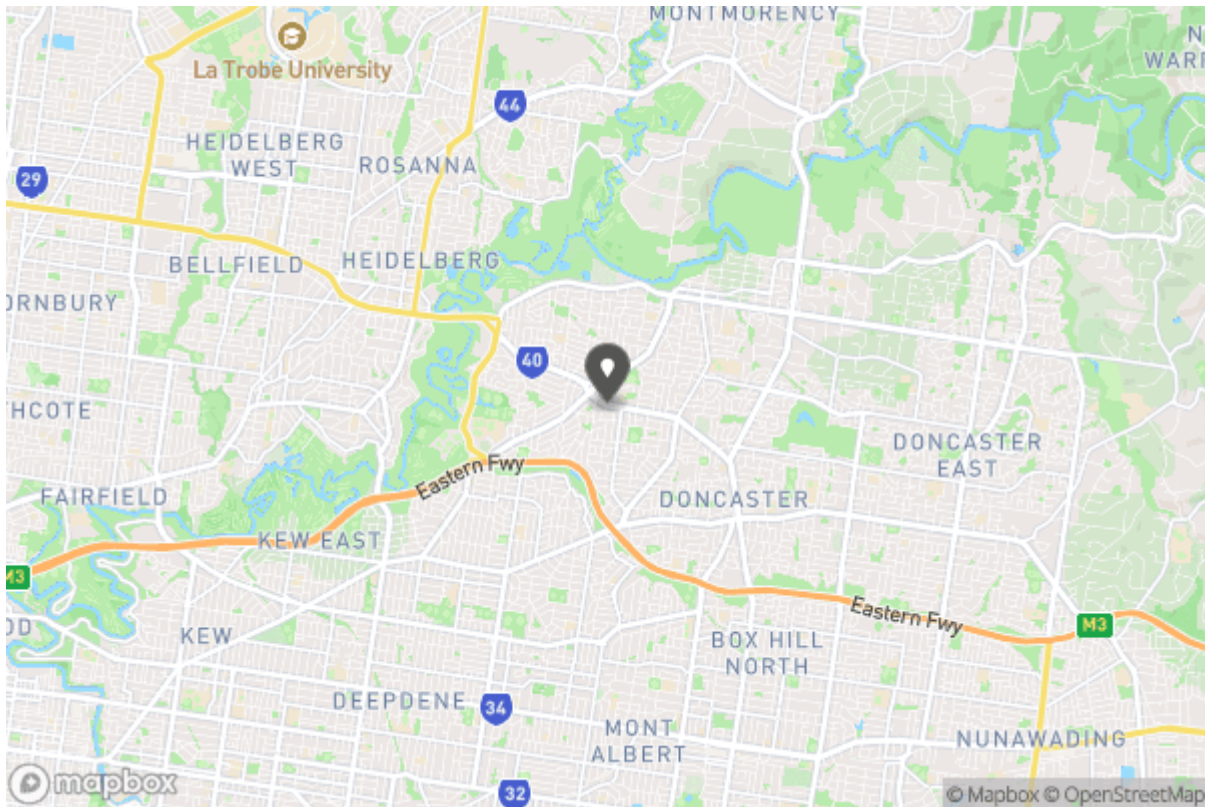 MONTMORENCY
N
WARR
La Trobe University
44
HEIDELBERG
WEST
ROSANNA
29
BELLFIELD
HEIDELBERG
ORNBURY
40
THCOTE
DONCASTER
EAST
Eastern Fwy
FAIRFIELD
DONCASTER
KEW EAST
M3
Eastern Fwy
M3
OD
KEW
BOX HILL
NORTH
DEEPDENE
34
MONT
ALBERT
NUNAWADING
mapbox
32
© Mapbox © OpenStreetMap